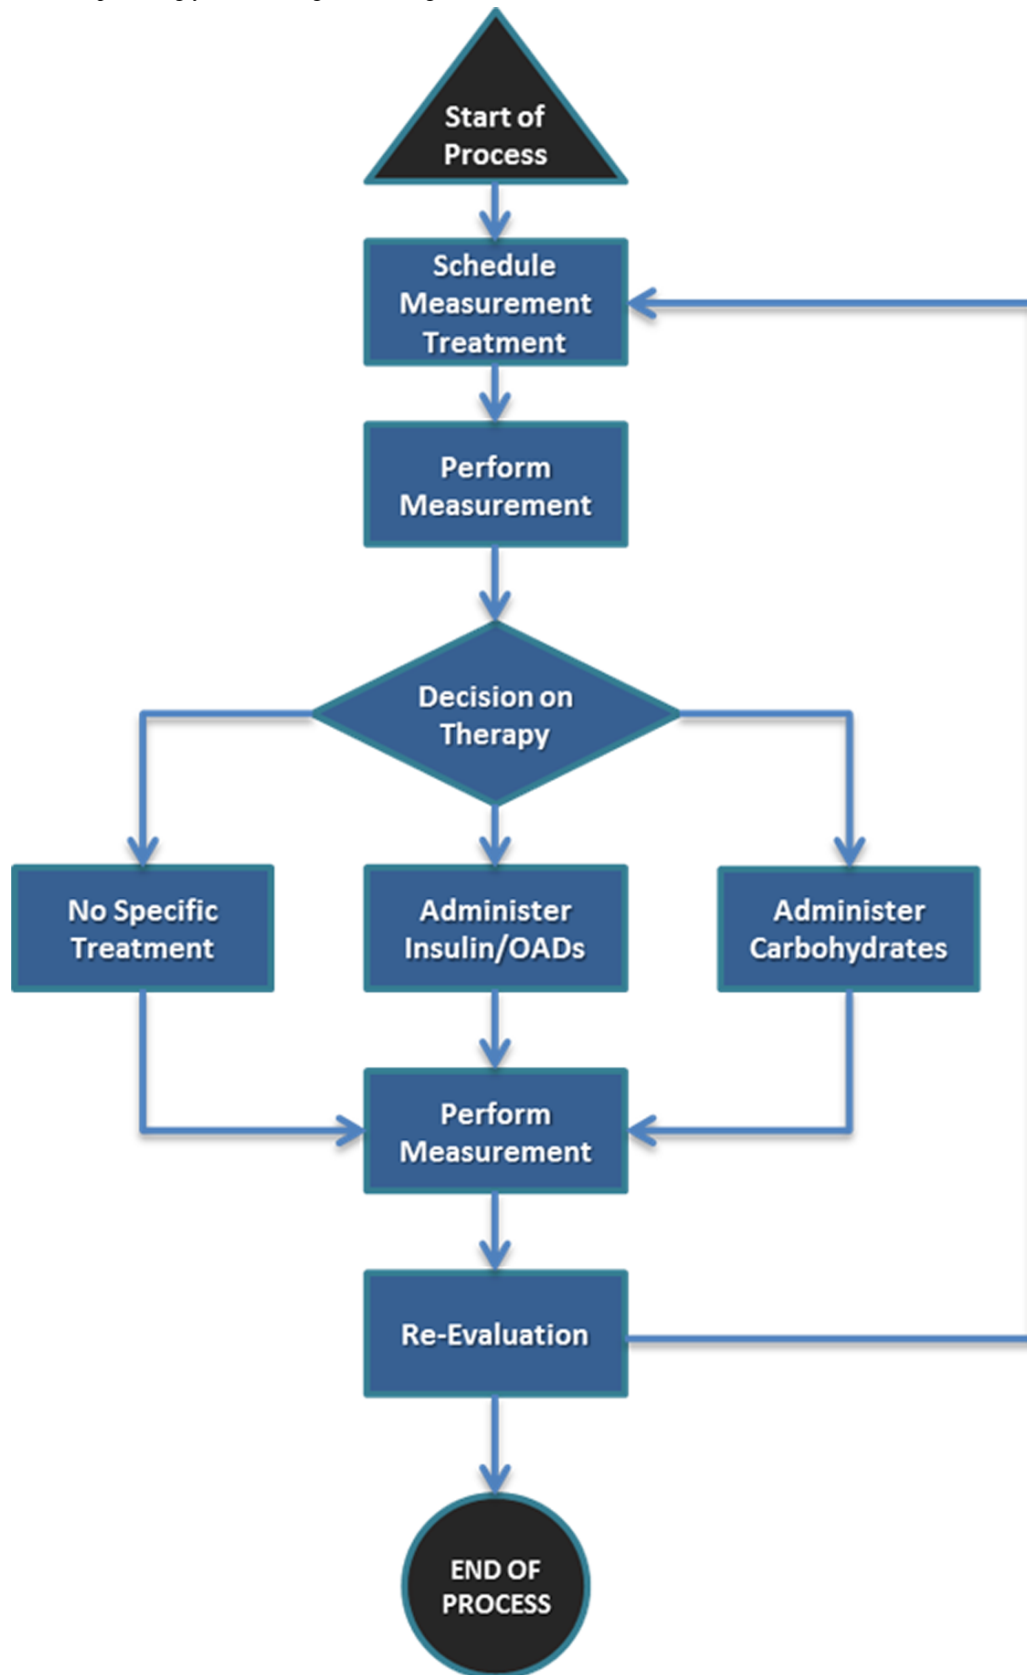 Start of
Process
Schedule
Measurement
Treatment
Perform
Measurement
Decision on
Therapy
No Specific
Treatment
Administer
Insulin/OADs
Administer
Carbohydrates
Perform
Measurement
Re-Evaluation
END OF
PROCESS